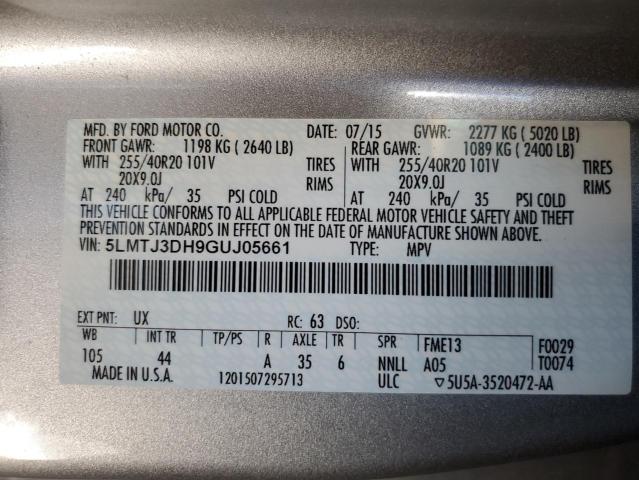 MFD. BY FORD MOTOR CO. DATE: 07/15 GVWR: 2277 KG ( 5020 LB)
FRONT GAWR: 1198 KG ( 2640 LB) REAR GAWR: 1089 KG ( 2400 LB)
WITH 255/40R20 101V TIRES WITH 255/40R20 101V TIRES
20X9.0J RIMS 20X9.0J RIMS
AT 240 kPa/ 35 PSI COLD AT 240 kPa/ 35 PSI COLD
THIS VEHICLE CONFORMS TO ALL APPLICABLE FEDERAL MOTOR VEHICLE SAFETY AND THEFT
PREVENTION STANDARDS IN EFFECT ON THE DATE OF MANUFACTURE SHOWN ABOVE.
VIN: 5LMTJ3DH9GUJ05661 TYPE: MPV
EXT PNT: UX RC: 63 DSO:
WB INT TR TP/PS R AXLE TR SPR FME13 F0029
105 44 A 35 6 NNLL A05 T0074
MADE IN U.S.A. 1201507295713 ULC ▽5U5A-3520472-AA